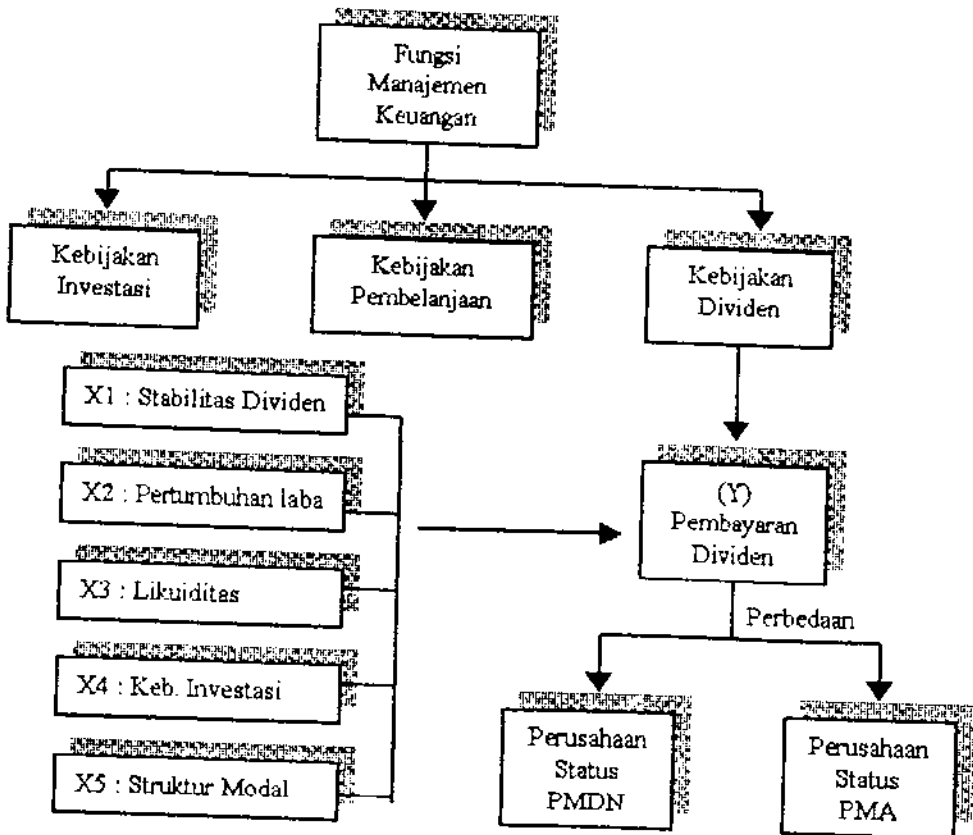 Fungsi
Manajemen
Keuangan
Kebijakan
Investasi
Kebijakan
Pembelanjaan
Kebijakan
Dividen
X1 : Stabilitas Dividen
X2 : Pertumbuhan laba
X3 : Likuiditas
X4 : Keb. Investasi
X5 : Struktur Modal
(Y)
Pembayaran
Dividen
Perbedaan
Perusahaan
Status
PMDN
Perusahaan
Status
PMA